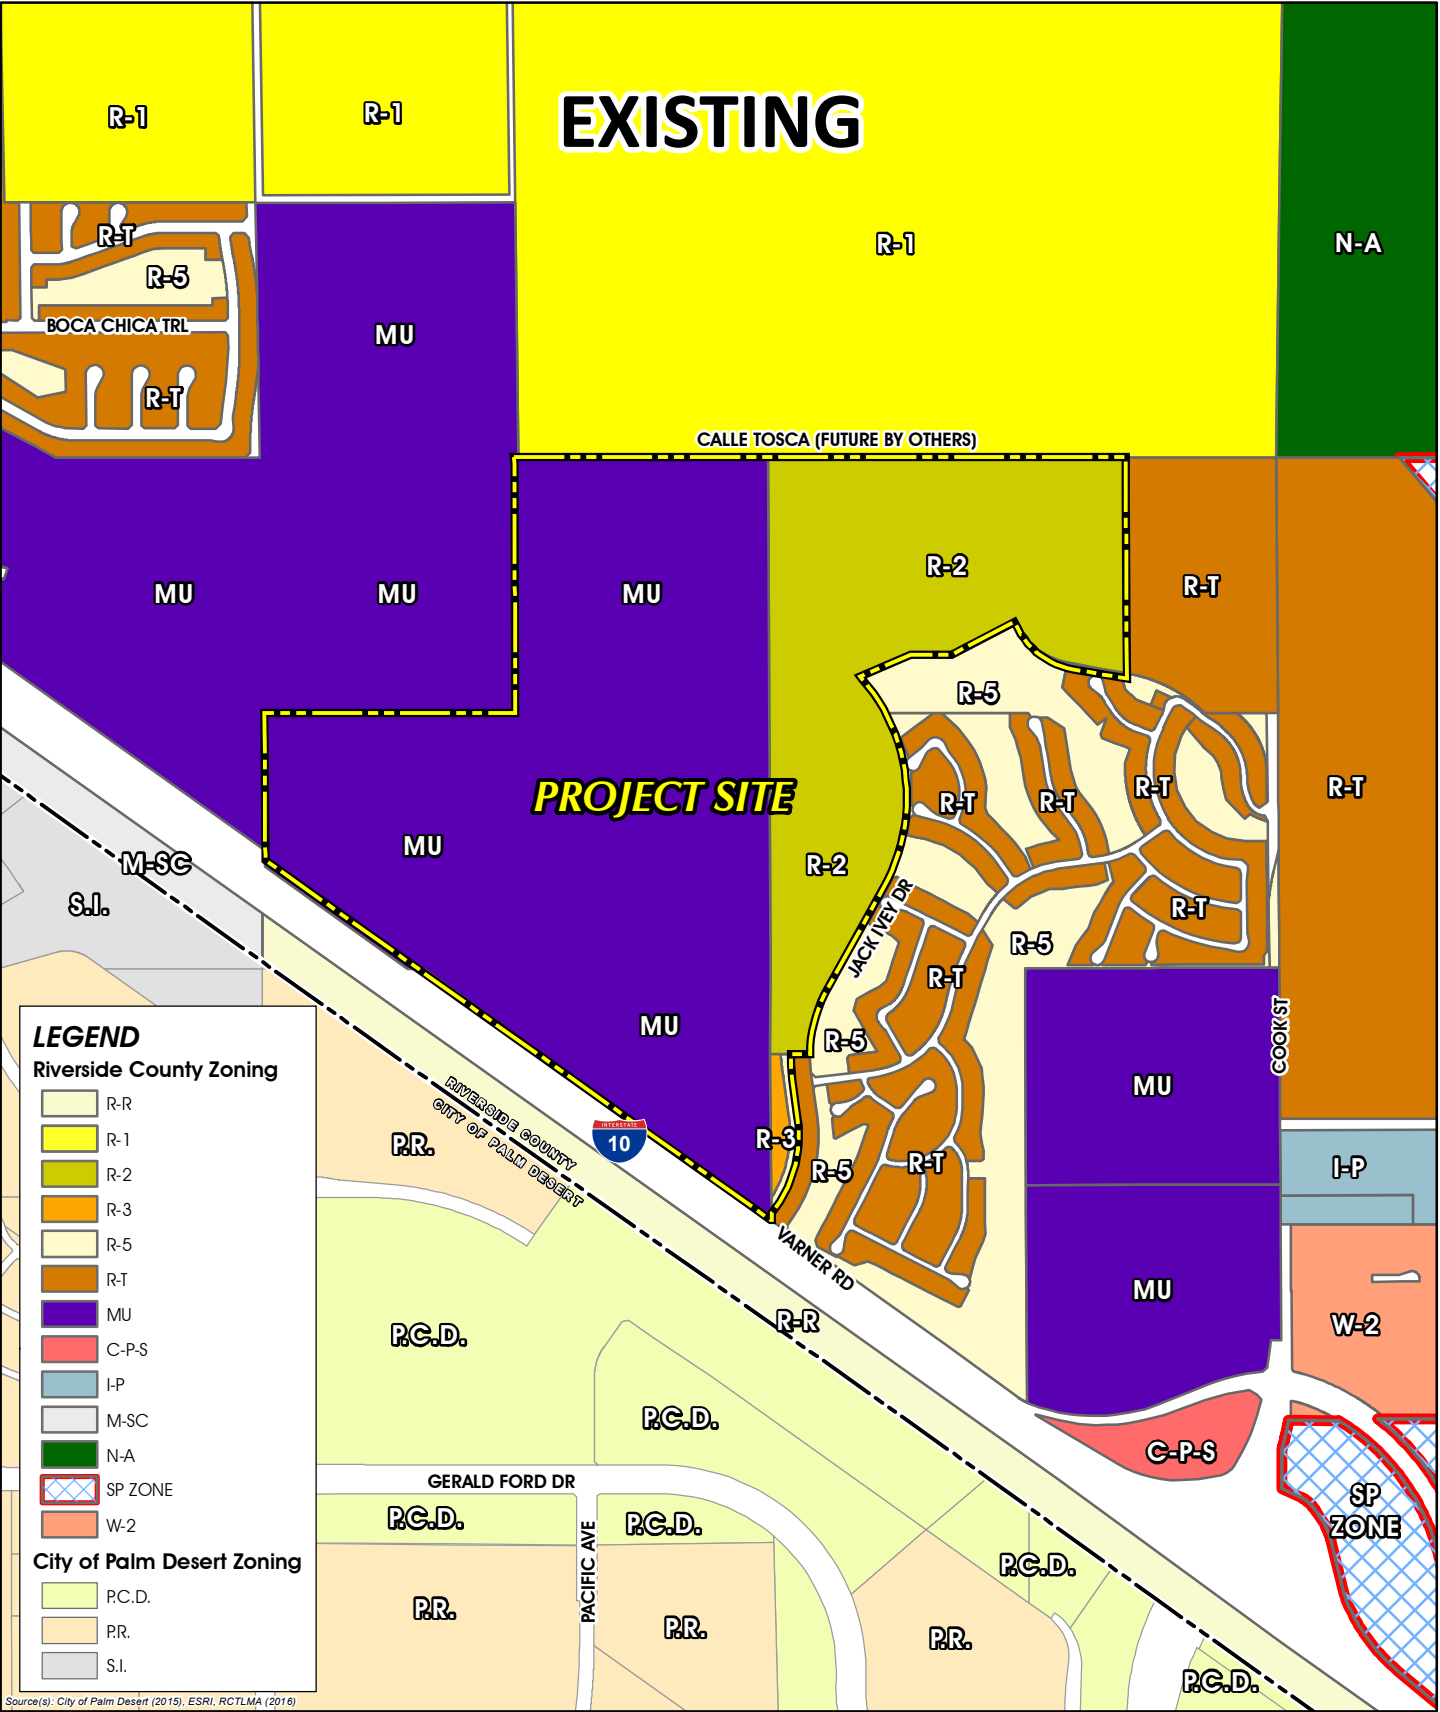 EXISTING
R-1
R-1
R-1
N-A
R-T
R-5
BOCA CHICA TRL
R-T
MU
CALLE TOSCA (FUTURE BY OTHERS)
MU
MU
MU
R-2
R-T
R-5
PROJECT SITE
MU
R-2
R-T
R-T
R-T
R-T
R-T
M-SC
S.I.
JACK IVEY DR
R-5
R-T
MU
R-5
COOK ST
MU
RIVERSIDE COUNTY
CITY OF PALM DESERT
P.R.
INTERSTATE
10
R-3
R-5
R-T
I-P
VARNER RD
MU
R-R
W-2
P.C.D.
P.C.D.
C-P-S
GERALD FORD DR
SP
ZONE
P.C.D.
P.C.D.
PACIFIC AVE
P.C.D.
P.R.
P.R.
P.R.
P.C.D.
LEGEND
Riverside County Zoning
R-R
R-1
R-2
R-3
R-5
R-T
MU
C-P-S
I-P
M-SC
N-A
SP ZONE
W-2
City of Palm Desert Zoning
P.C.D.
P.R.
S.I.
Source(s): City of Palm Desert (2015), ESRI, RCTLMA (2016)